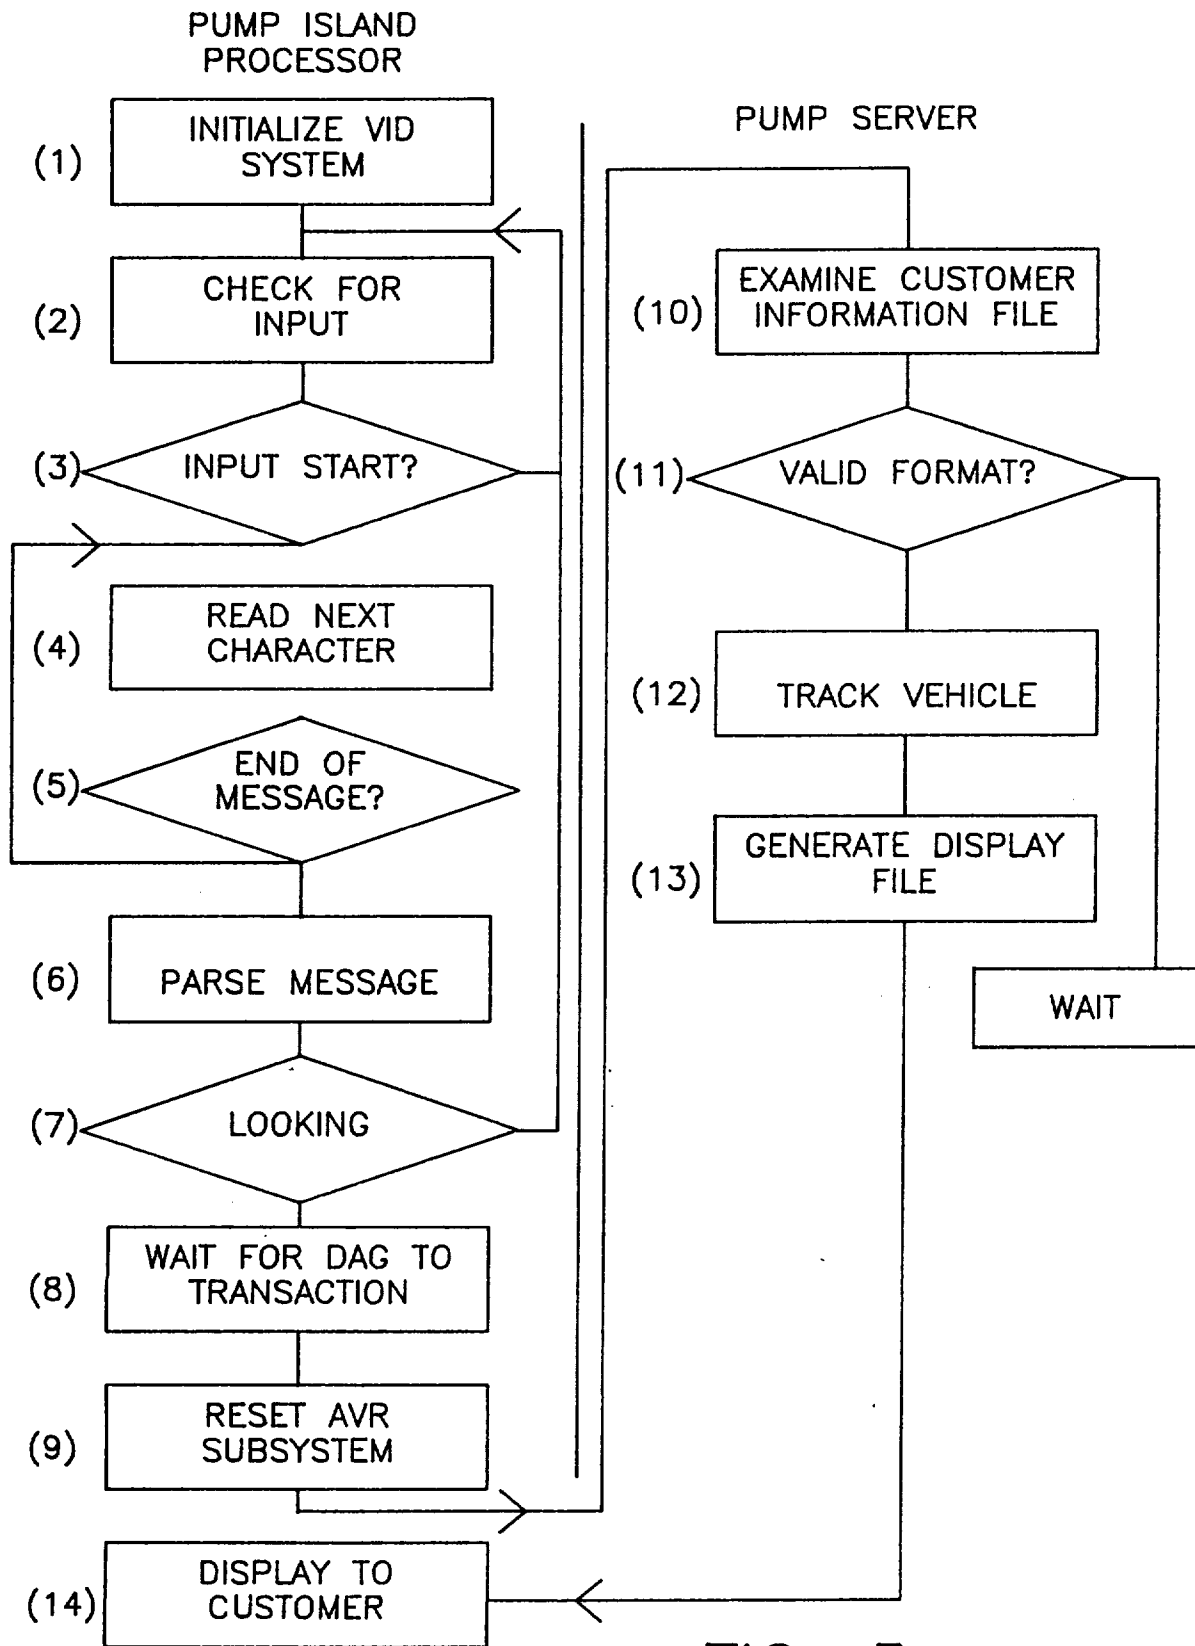 PUMP ISLAND
PROCESSOR
(1)
INITIALIZE VID
SYSTEM
(2)
CHECK FOR
INPUT
(3)
INPUT START?
(4)
READ NEXT
CHARACTER
(5)
END OF
MESSAGE?
(6)
PARSE MESSAGE
(7)
LOOKING
(8)
WAIT FOR DAG TO
TRANSACTION
(9)
RESET AVR
SUBSYSTEM
(14)
DISPLAY TO
CUSTOMER
PUMP SERVER
(10)
EXAMINE CUSTOMER
INFORMATION FILE
(11)
VALID FORMAT?
(12)
TRACK VEHICLE
(13)
GENERATE DISPLAY
FILE
WAIT